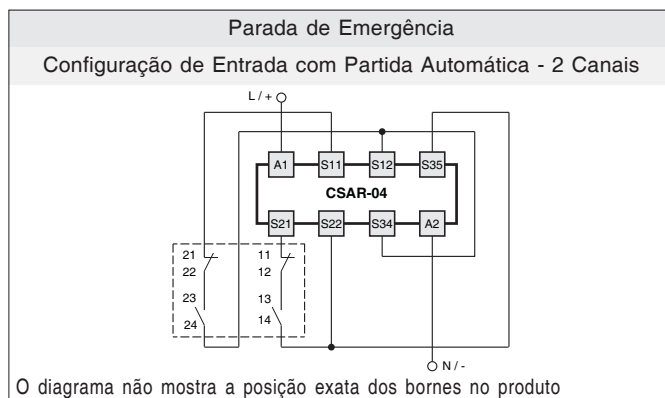 Parada de Emergência
Configuração de Entrada com Partida Automática - 2 Canais
L / +
A1 S11 S12 S35
CSAR-04
S21 S22 S34 A2
21 11
22 12
23 13
24 14
N / -
O diagrama não mostra a posição exata dos bornes no produto